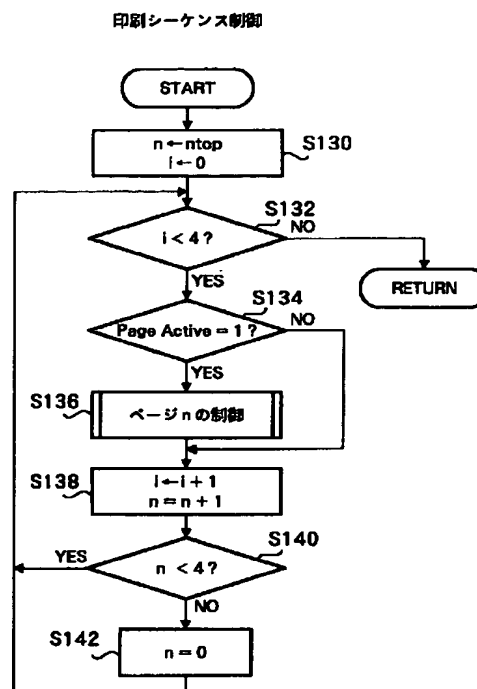 印刷シーケンス制御
START
n←ntop
i←0
S130
i<4?
S132
NO
YES
RETURN
Page Active=1?
S134
NO
YES
S136
ページnの制御
S138
i←i+1
n=n+1
S140
YES
n<4?
NO
S142
n=0